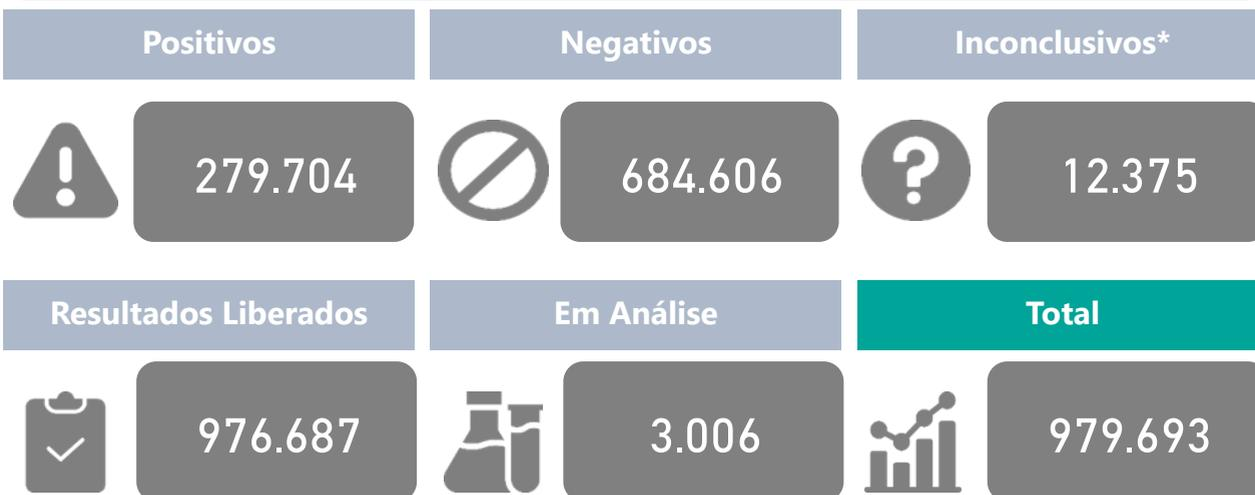 Positivos
Negativos
Inconclusivos*
279.704
684.606
12.375
Resultados Liberados
Em Análise
Total
976.687
3.006
979.693